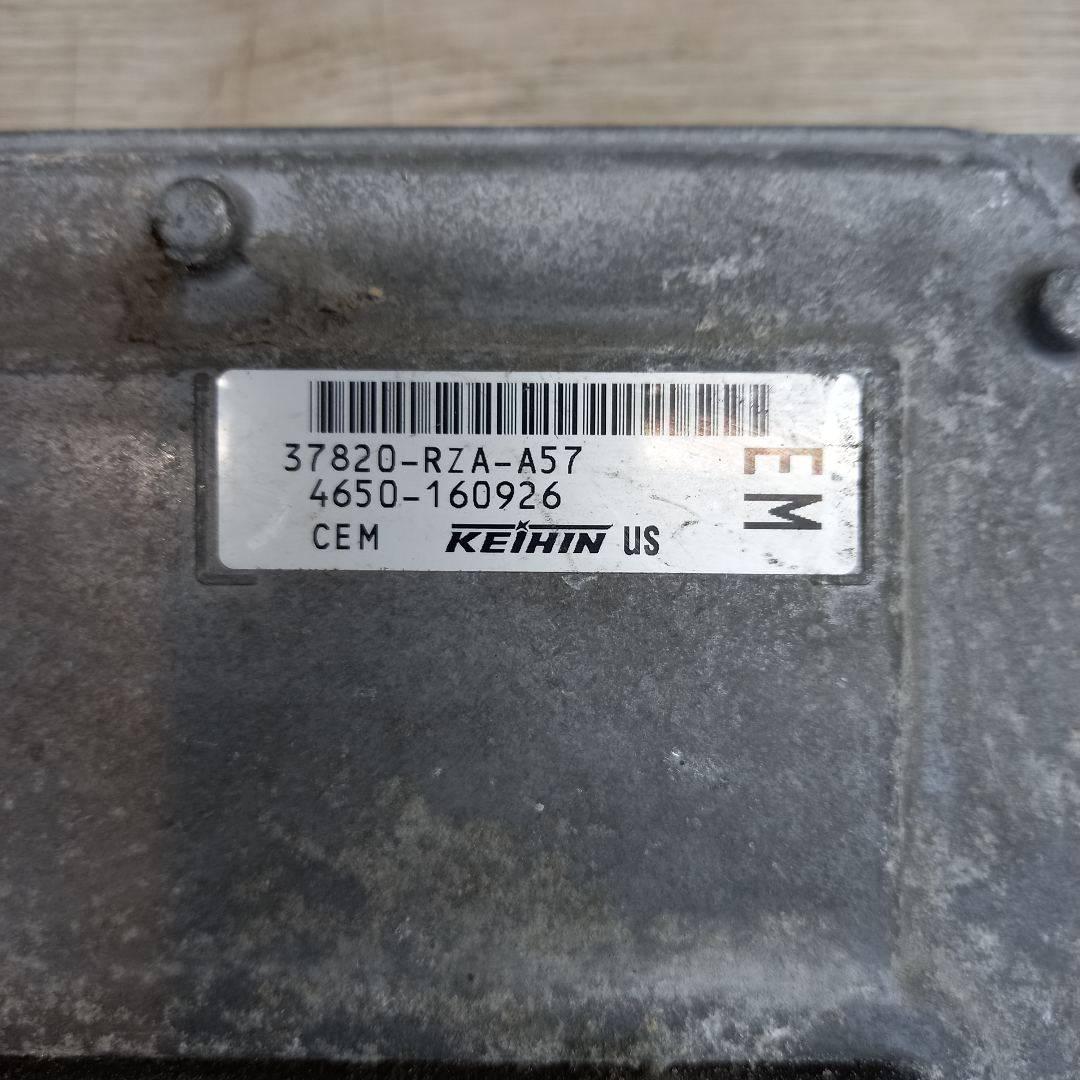 37820-RZA-A57
4650-160926
CEM KEIHIN US
EM